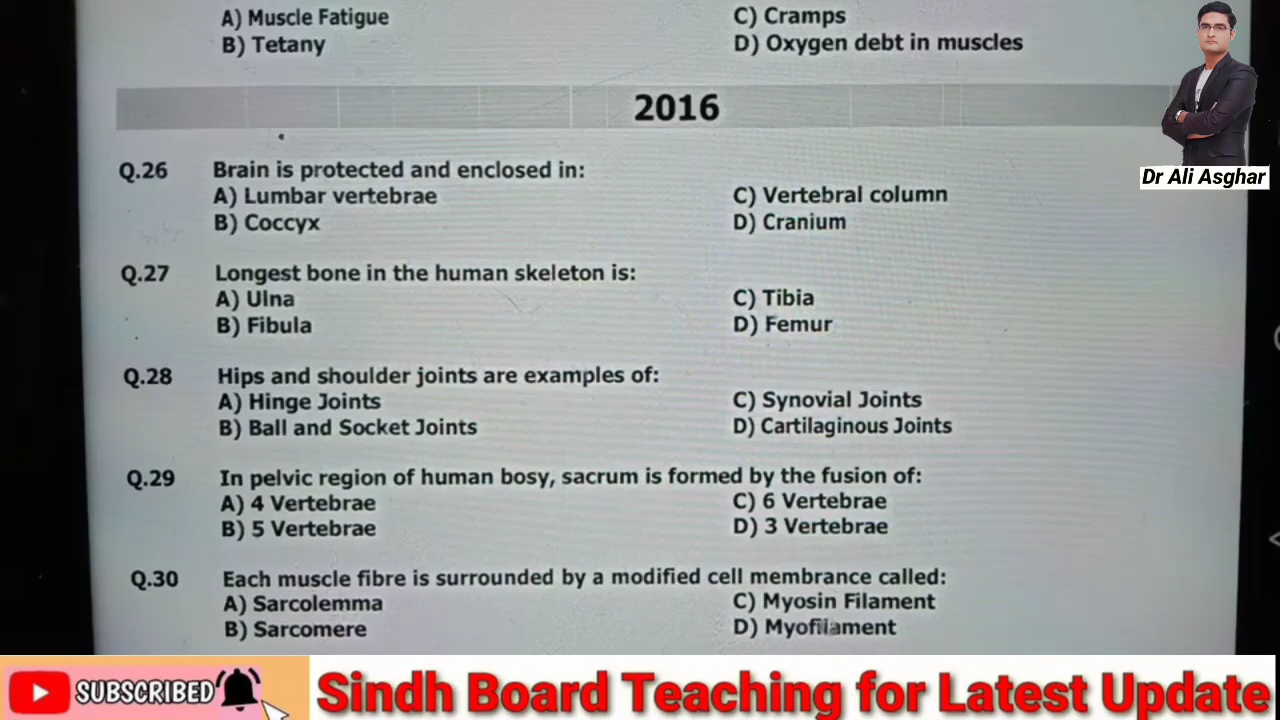 A) Muscle Fatigue C) Cramps
B) Tetany D) Oxygen debt in muscles
2016
Dr Ali Asghar
Q.26 Brain is protected and enclosed in:
A) Lumbar vertebrae C) Vertebral column
B) Coccyx D) Cranium
Q.27 Longest bone in the human skeleton is:
A) Ulna C) Tibia
B) Fibula D) Femur
Q.28 Hips and shoulder joints are examples of:
A) Hinge Joints C) Synovial Joints
B) Ball and Socket Joints D) Cartilaginous Joints
Q.29 In pelvic region of human bosy, sacrum is formed by the fusion of:
A) 4 Vertebrae C) 6 Vertebrae
B) 5 Vertebrae D) 3 Vertebrae
Q.30 Each muscle fibre is surrounded by a modified cell membrance called:
A) Sarcolemma C) Myosin Filament
B) Sarcomere D) Myofilament
SUBSCRIBED Sindh Board Teaching for Latest Update